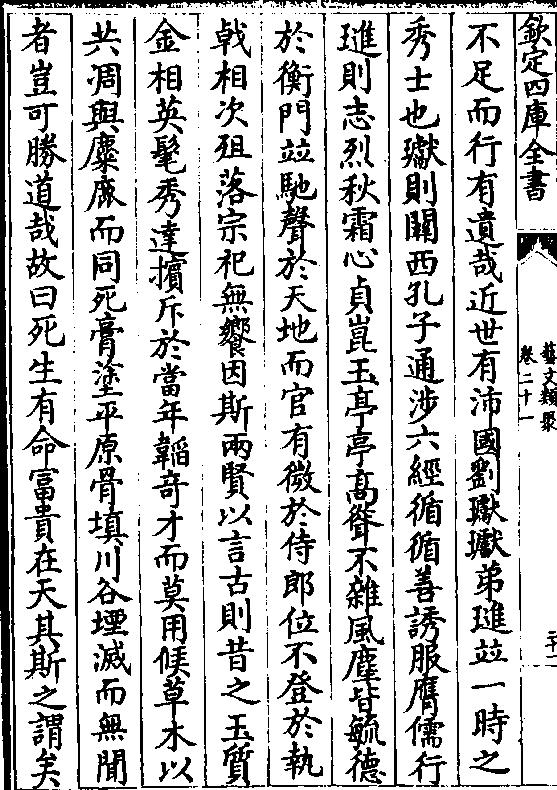 欽定四庫全書
藝文類聚
卷二十一
不足而行有遺哉近世有沛國劉瓛瓛弟璡並一時之
秀士也瓛則關西孔子通涉六經循循善誘服膺儒行
璡則志烈秋霜心貞崑玉亭亭高聳不雜風塵皆毓德
於衡門並馳聲於天地而官有微於侍郎位不登於執
戟相次殂落宗祀無饗因斯兩賢以言古則昔之玉質
金相英髦秀達擯斥於當年韞奇才而莫用候草木以
共凋與麋鹿而同死膏塗平原骨填川谷堙滅而無聞
者豈可勝道哉故曰死生有命富貴在天其斯之謂矣